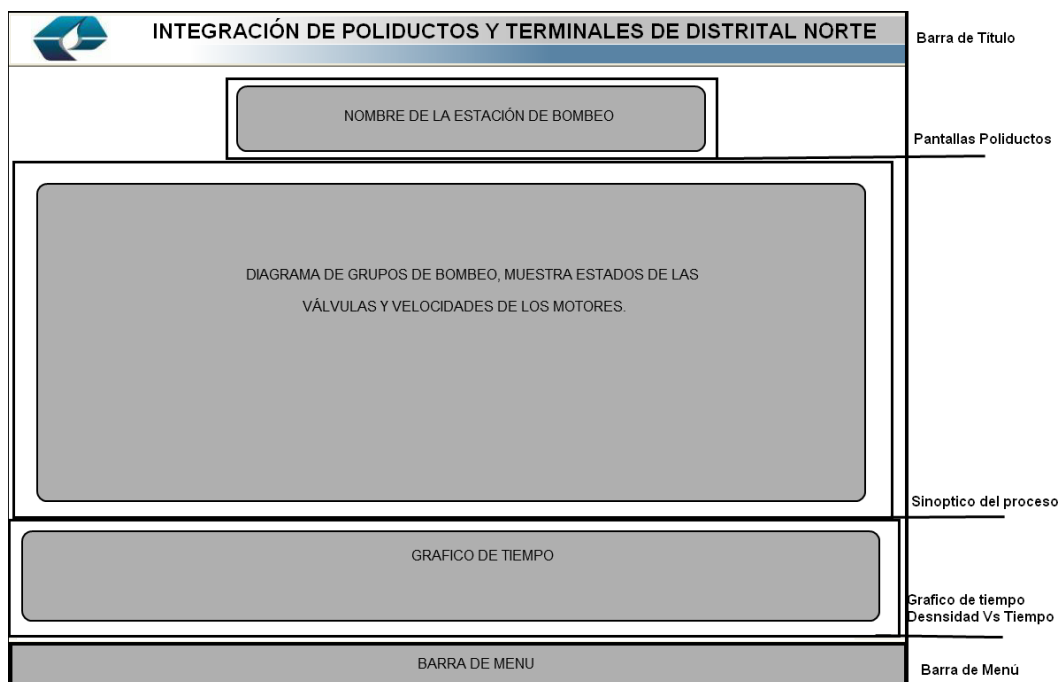 INTEGRACIÓN DE POLIDUCTOS Y TERMINALES DE DISTRITAL NORTE
Barra de Título
NOMBRE DE LA ESTACIÓN DE BOMBEO
Pantallas Poliductos
DIAGRAMA DE GRUPOS DE BOMBEO, MUESTRA ESTADOS DE LAS
VÁLVULAS Y VELOCIDADES DE LOS MOTORES.
Sinoptico del proceso
GRAFICO DE TIEMPO
Grafico de tiempo
Desnsidad Vs Tiempo
BARRA DE MENU
Barra de Menú